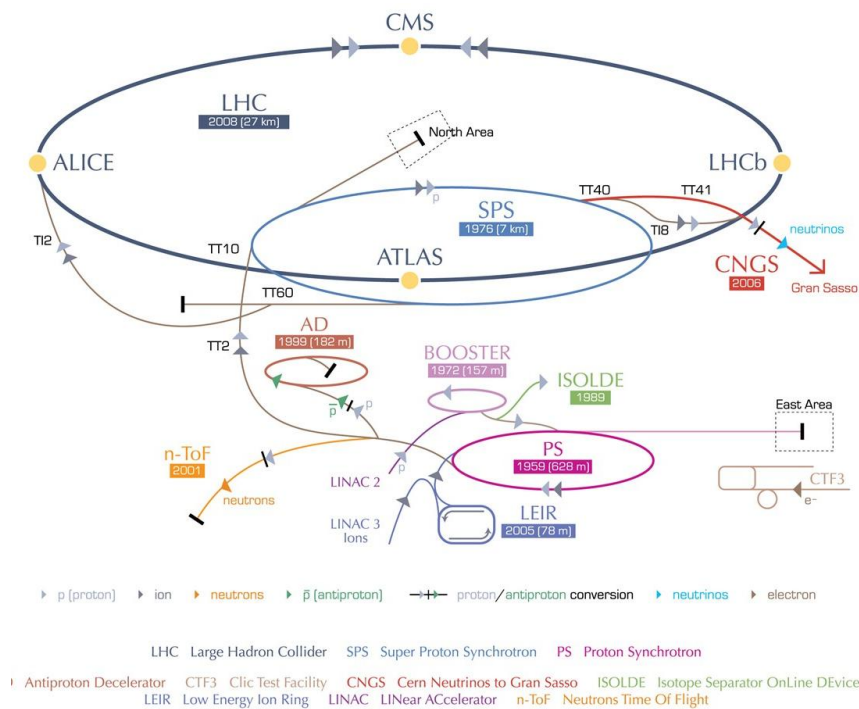 CMS
LHC
2008 (27 km)
North Area
ALICE
LHCb
TT40
TT41
p
SPS
1976 (7 km)
TI2
TT10
TI8
neutrinos
ATLAS
CNGS
2006
Gran Sasso
TT60
AD
1999 (182 m)
TT2
BOOSTER
1972 (157 m)
ISOLDE
1989
East Area
p̅
p
n-ToF
2001
PS
1959 (628 m)
p
LINAC 2
neutrons
CTF3
e-
LINAC 3
Ions
LEIR
2005 (78 m)
p (proton) ion neutrons p̅ (antiproton) proton/antiproton conversion neutrinos electron
LHC Large Hadron Collider SPS Super Proton Synchrotron PS Proton Synchrotron
Antiproton Decelerator CTF3 Clic Test Facility CNGS Cern Neutrinos to Gran Sasso ISOLDE Isotope Separator OnLine DEvice
LEIR Low Energy Ion Ring LINAC LINear ACcelerator n-ToF Neutrons Time Of Flight